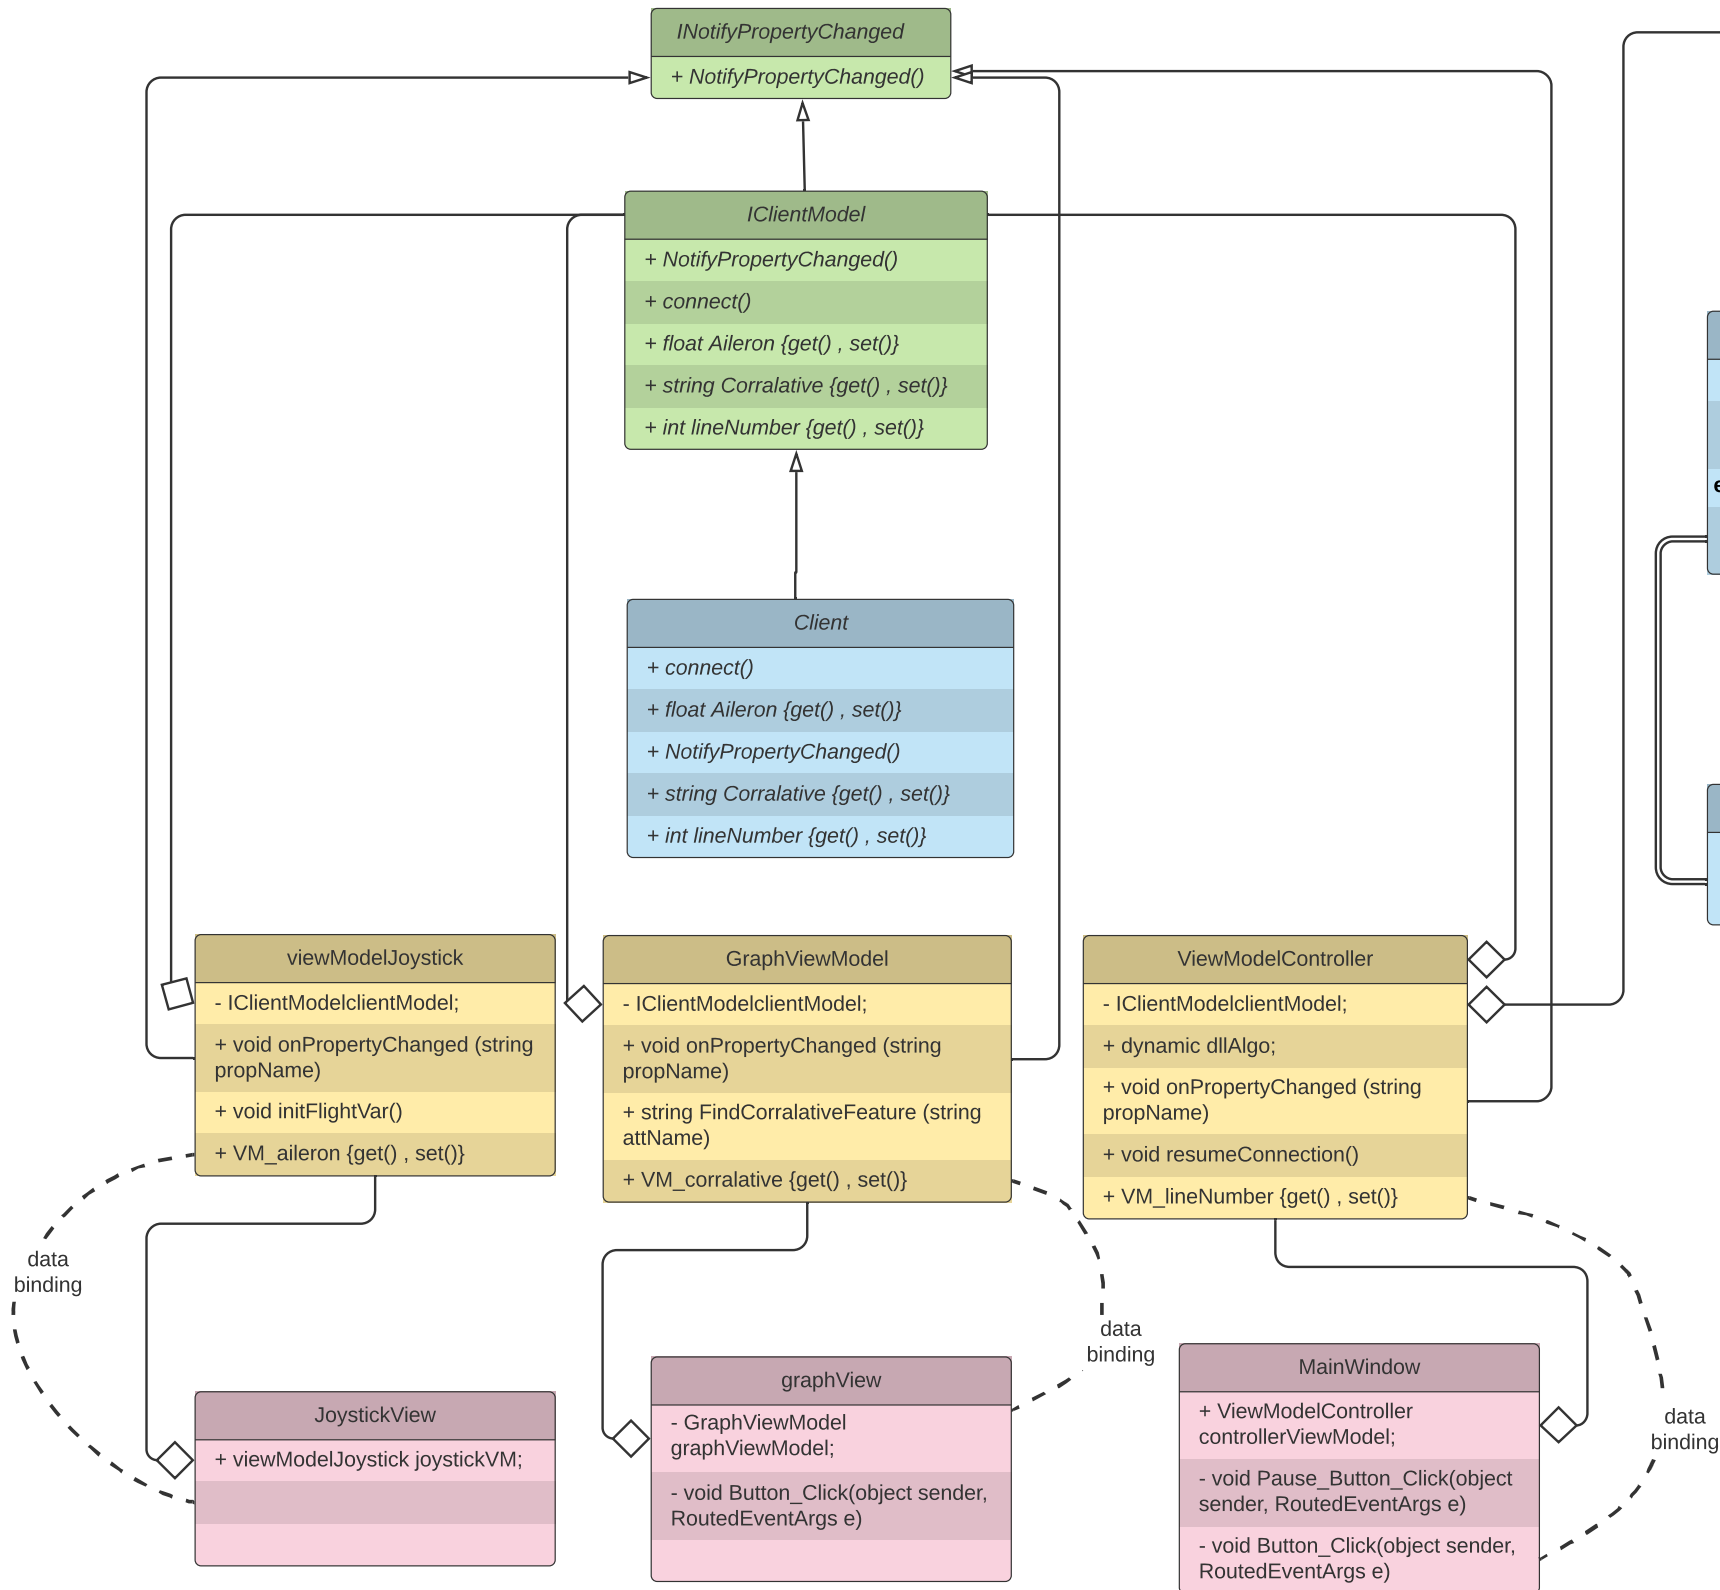 INotifyPropertyChanged
+ NotifyPropertyChanged()
IClientModel
+ NotifyPropertyChanged()
+ connect()
+ float Aileron {get() , set()}
+ string Corralative {get() , set()}
+ int lineNumber {get() , set()}
e
Client
+ connect()
+ float Aileron {get() , set()}
+ NotifyPropertyChanged()
+ string Corralative {get() , set()}
+ int lineNumber {get() , set()}
viewModelJoystick
- IClientModelclientModel;
+ void onPropertyChanged (string
propName)
+ void initFlightVar()
+ VM_aileron {get() , set()}
GraphViewModel
- IClientModelclientModel;
+ void onPropertyChanged (string
propName)
+ string FindCorralativeFeature (string
attName)
+ VM_corralative {get() , set()}
ViewModelController
- IClientModelclientModel;
+ dynamic dllAlgo;
+ void onPropertyChanged (string
propName)
+ void resumeConnection()
+ VM_lineNumber {get() , set()}
data
binding
data
binding
data
binding
JoystickView
+ viewModelJoystick joystickVM;
graphView
- GraphViewModel
graphViewModel;
- void Button_Click(object sender,
RoutedEventArgs e)
MainWindow
+ ViewModelController
controllerViewModel;
- void Pause_Button_Click(object
sender, RoutedEventArgs e)
- void Button_Click(object sender,
RoutedEventArgs e)